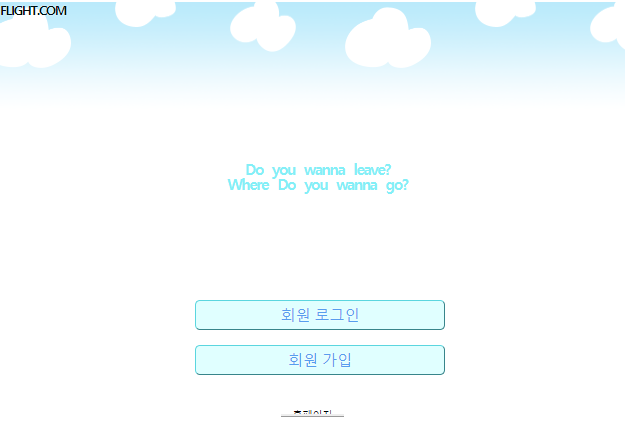 FLIGHT.COM
Do you wanna leave?
Where Do you wanna go?
회원 로그인
회원 가입